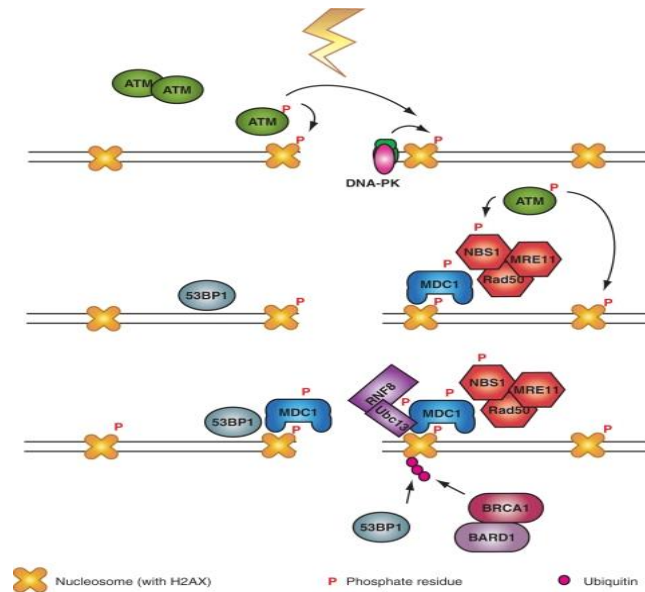 ATM
ATM
P
ATM
P
P
DNA-PK
ATM
P
P
NBS1
MRE11
P
Rad50
MDC1
53BP1
P
P
P
P
NBS1
MRE11
RNF8
P
P
Rad50
Ubc13
MDC1
P
MDC1
53BP1
P
P
P
P
53BP1
BRCA1
BARD1
Nucleosome (with H2AX)
P Phosphate residue
Ubiquitin